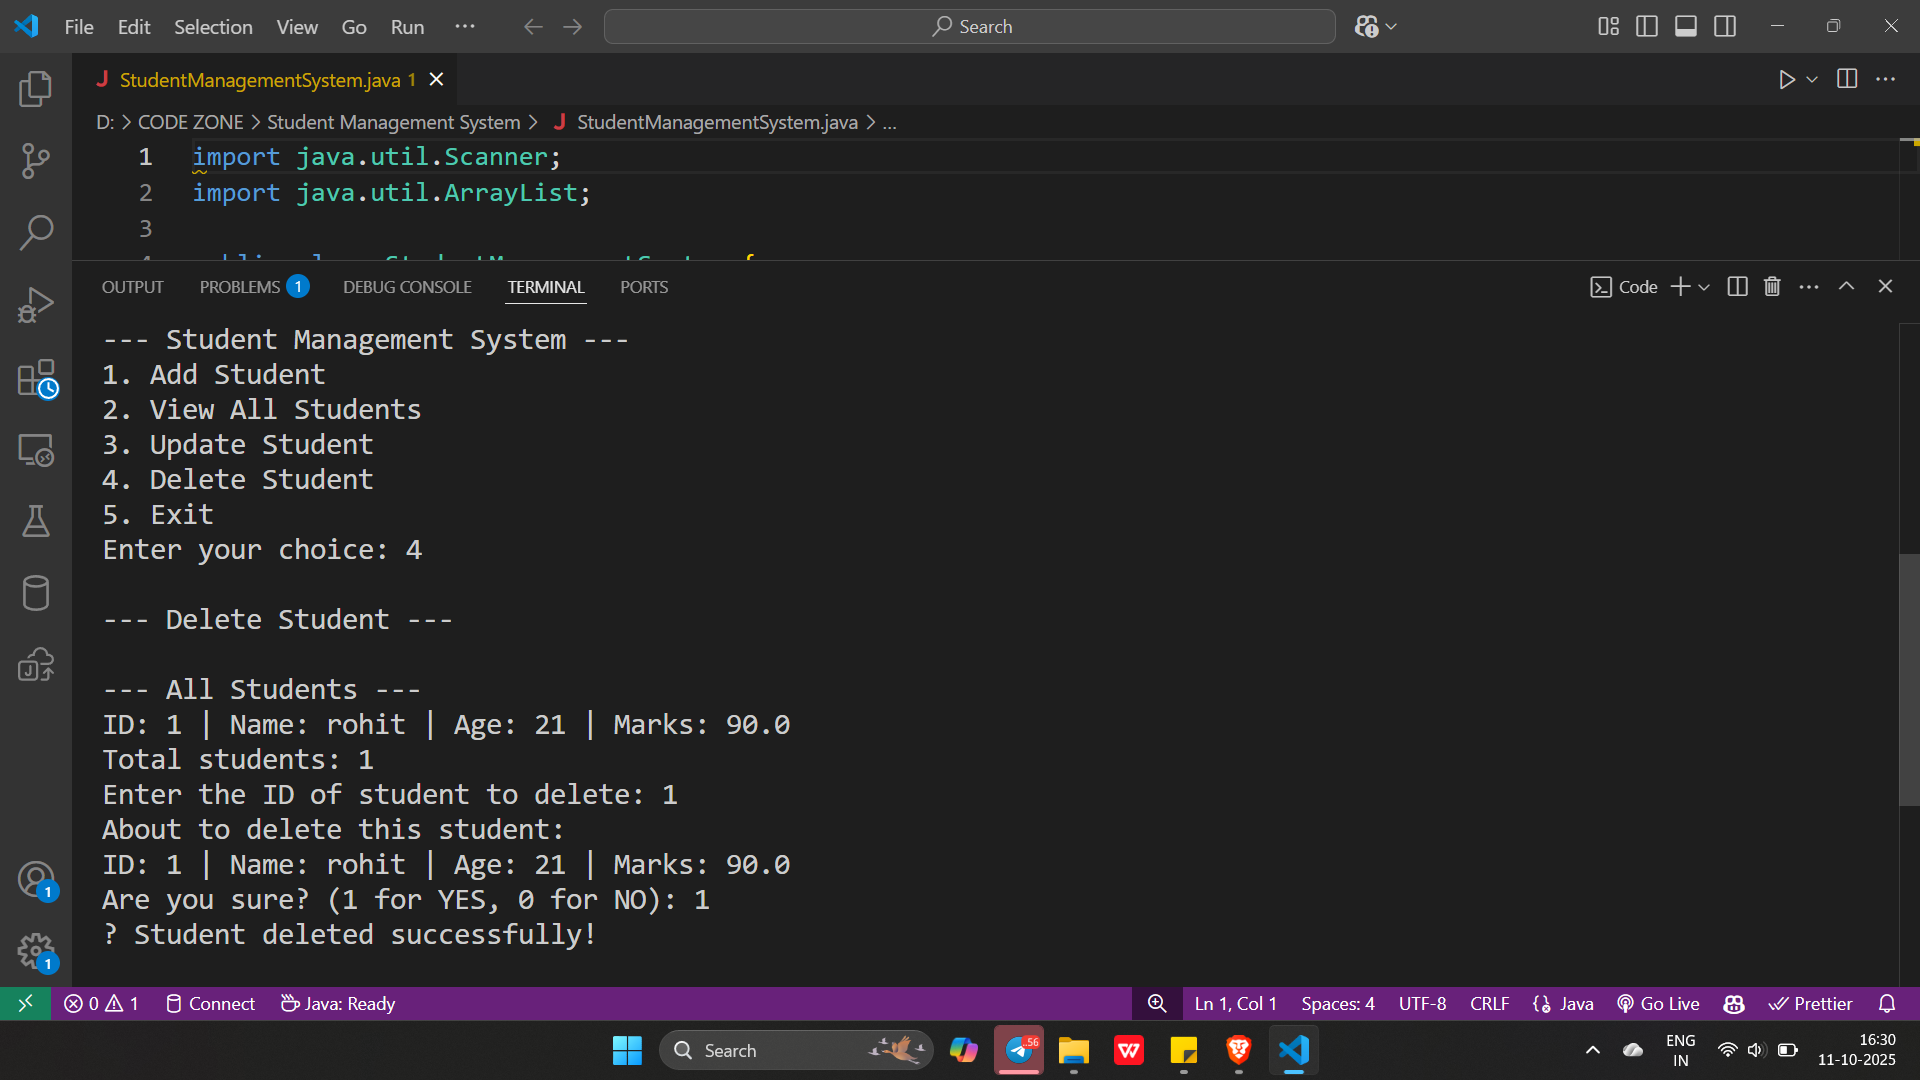 File Edit Selection View Go Run ... Search
StudentManagementSystem.java 1
D: > CODE ZONE > Student Management System > J StudentManagementSystem.java > ...
1 import java.util.Scanner;
2 import java.util.ArrayList;
3
OUTPUT PROBLEMS 1 DEBUG CONSOLE TERMINAL PORTS Code
--- Student Management System ---
1. Add Student
2. View All Students
3. Update Student
4. Delete Student
5. Exit
Enter your choice: 4
--- Delete Student ---
--- All Students ---
ID: 1 | Name: rohit | Age: 21 | Marks: 90.0
Total students: 1
Enter the ID of student to delete: 1
About to delete this student:
ID: 1 | Name: rohit | Age: 21 | Marks: 90.0
Are you sure? (1 for YES, 0 for NO): 1
? Student deleted successfully!
1
1
0 1 Connect Java: Ready Ln 1, Col 1 Spaces: 4 UTF-8 CRLF Java Go Live Prettier
Search 56 ENG IN 16:30
11-10-2025